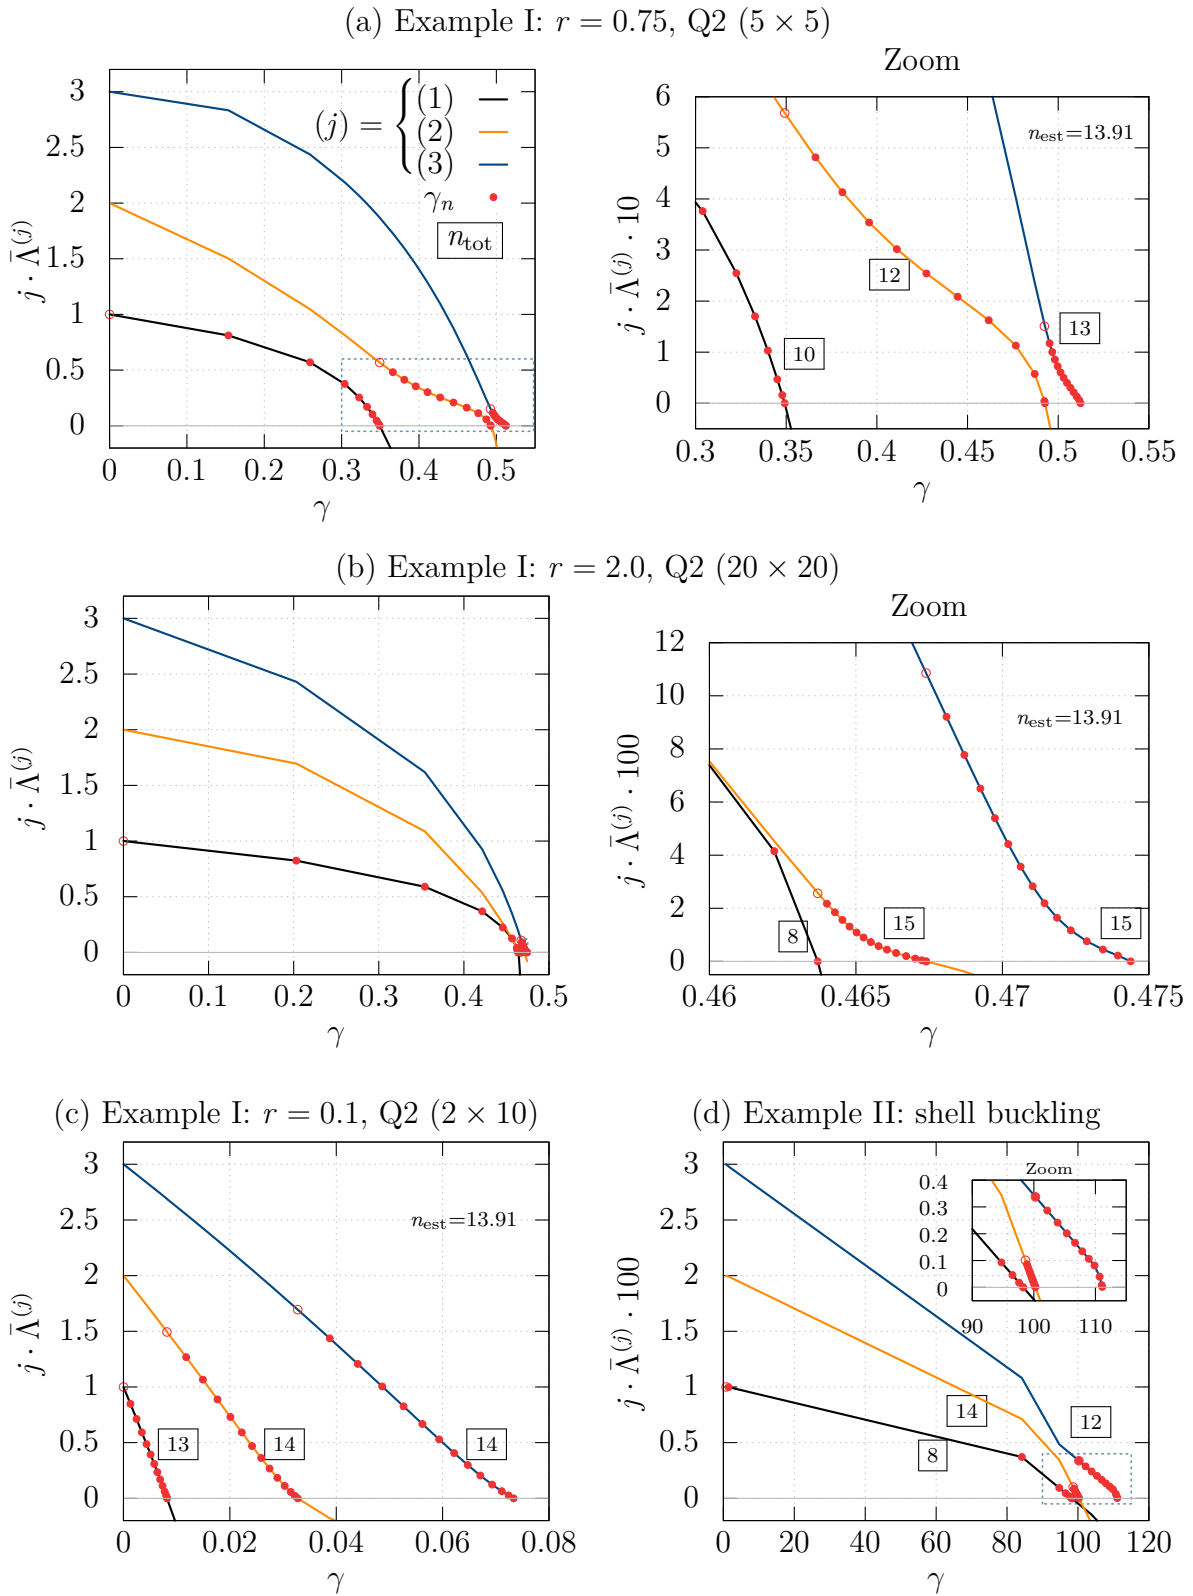 (a) Example I: r = 0.75, Q2 (5 × 5)
3
2.5
2
1.5
1
0.5
0
j · Λ̄^(j)
(j) =
(1)
(2)
(3)
γn
ntot
0 0.1 0.2 0.3 0.4 0.5
γ
Zoom
6
5
4
3
2
1
0
j · Λ̄^(j) · 10
nest=13.91
12
13
10
0.3 0.35 0.4 0.45 0.5 0.55
γ
(b) Example I: r = 2.0, Q2 (20 × 20)
3
2.5
2
1.5
1
0.5
0
j · Λ̄^(j)
0 0.1 0.2 0.3 0.4 0.5
γ
Zoom
12
10
8
6
4
2
0
j · Λ̄^(j) · 100
nest=13.91
8
15
15
0.46 0.465 0.47 0.475
γ
(c) Example I: r = 0.1, Q2 (2 × 10)
3
2.5
2
1.5
1
0.5
0
j · Λ̄^(j)
nest=13.91
13
14
14
0 0.02 0.04 0.06 0.08
γ
(d) Example II: shell buckling
3
2.5
2
1.5
1
0.5
0
j · Λ̄^(j) · 100
Zoom
0.4
0.3
0.2
0.1
0
90 100 110
14
12
8
0 20 40 60 80 100 120
γ